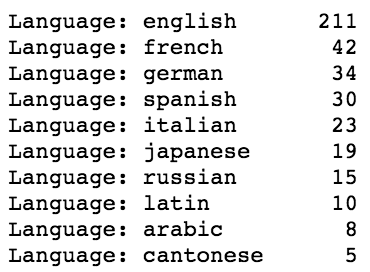 Language: english 211
Language: french 42
Language: german 34
Language: spanish 30
Language: italian 23
Language: japanese 19
Language: russian 15
Language: latin 10
Language: arabic 8
Language: cantonese 5